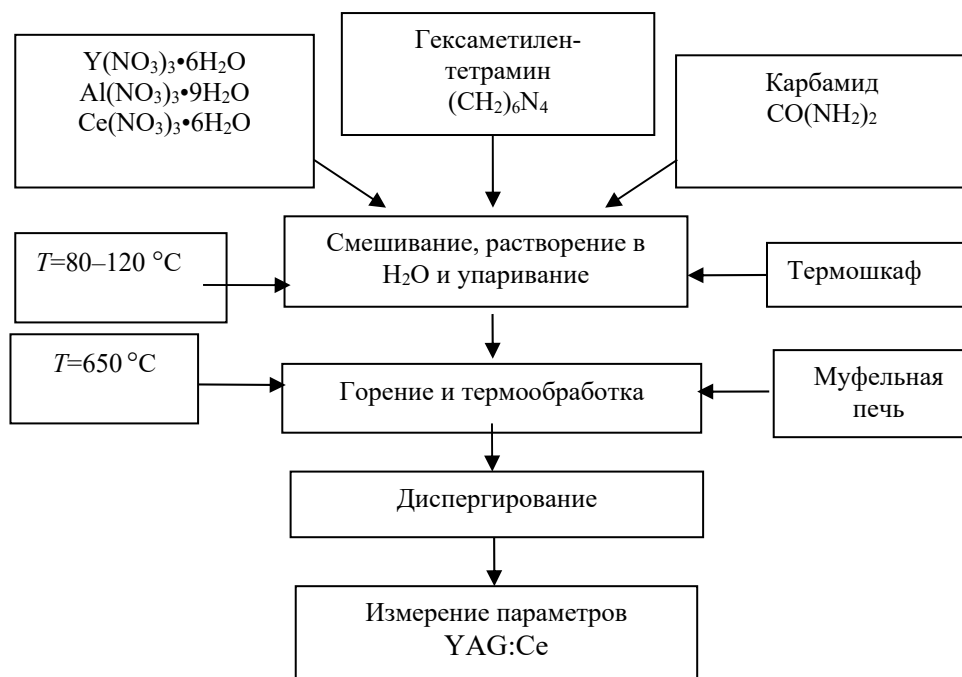 Y(NO₃)₃•6H₂O
Al(NO₃)₃•9H₂O
Ce(NO₃)₃•6H₂O
Гексаметилен-
тетрамин
(CH₂)₆N₄
Карбамид
CO(NH₂)₂
Смешивание, растворение в
H₂O и упаривание
T=80–120 °C
Термошкаф
T=650 °C
Горение и термообработка
Муфельная
печь
Диспергирование
Измерение параметров
YAG:Ce